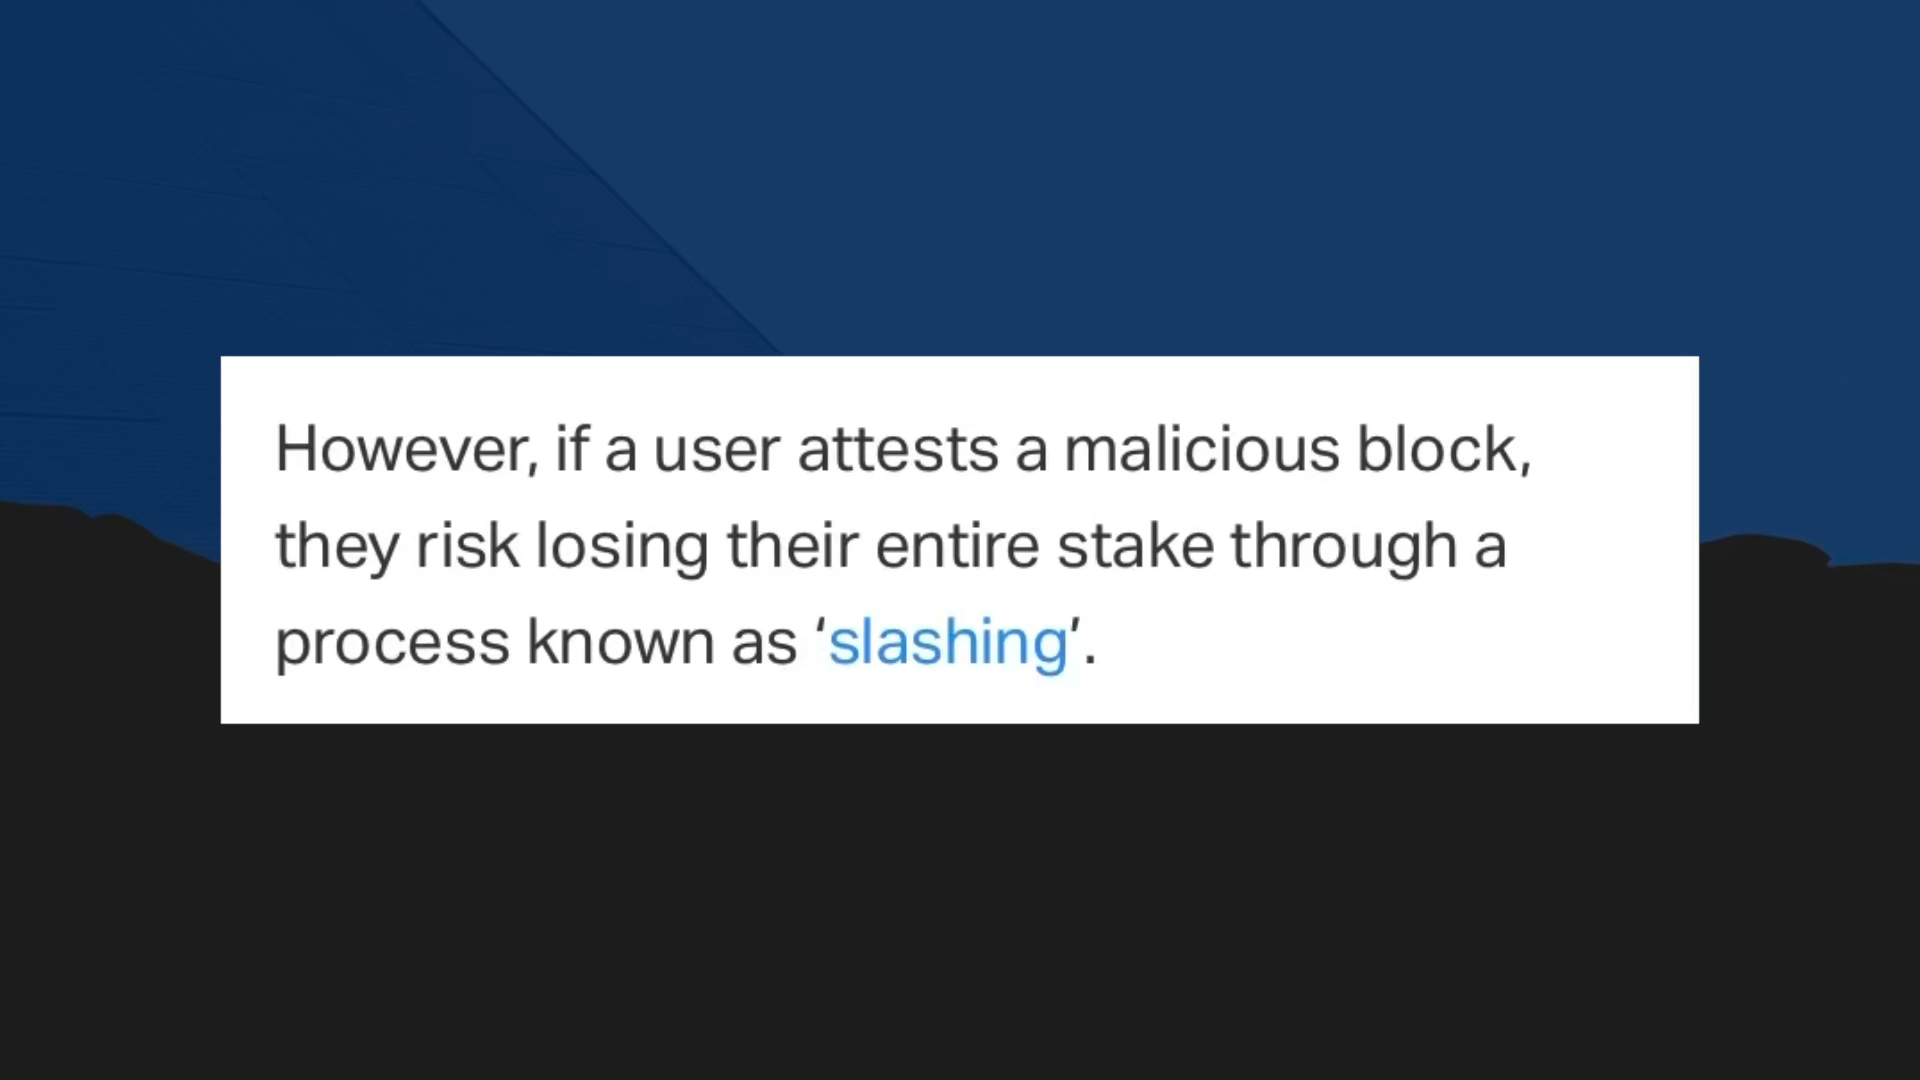 However, if a user attests a malicious block,
they risk losing their entire stake through a
process known as ‘slashing’.